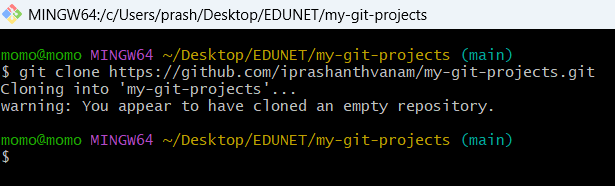 MINGW64:/c/Users/prash/Desktop/EDUNET/my-git-projects
momo@momo MINGW64 ~/Desktop/EDUNET/my-git-projects (main)
$ git clone https://github.com/iprashanthvanam/my-git-projects.git
Cloning into 'my-git-projects'...
warning: You appear to have cloned an empty repository.
momo@momo MINGW64 ~/Desktop/EDUNET/my-git-projects (main)
$